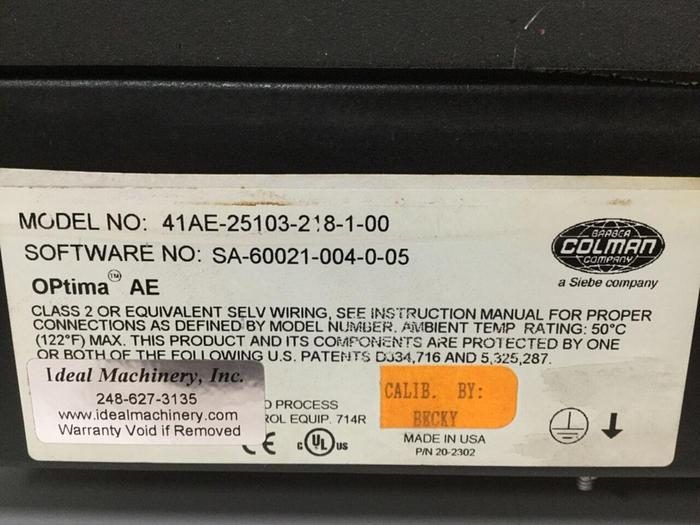 MODEL NO: 41AE-25103-218-1-00
SOFTWARE NO: SA-60021-004-0-05
OPtima™ AE
BARBER
COLMAN
COMPANY
a Siebe company
CLASS 2 OR EQUIVALENT SELV WIRING, SEE INSTRUCTION MANUAL FOR PROPER
CONNECTIONS AS DEFINED BY MODEL NUMBER. AMBIENT TEMP RATING: 50°C
(122°F) MAX. THIS PRODUCT AND ITS COMPONENTS ARE PROTECTED BY ONE
OR BOTH OF THE FOLLOWING U.S. PATENTS D334,716 AND 5,325,287.
Ideal Machinery, Inc.
248-627-3135
www.idealmachinery.com
Warranty Void if Removed
PROCESS
EQUIP. 714R
CE
c UL US
CALIB. BY:
BECKY
MADE IN USA
P/N 20-2302